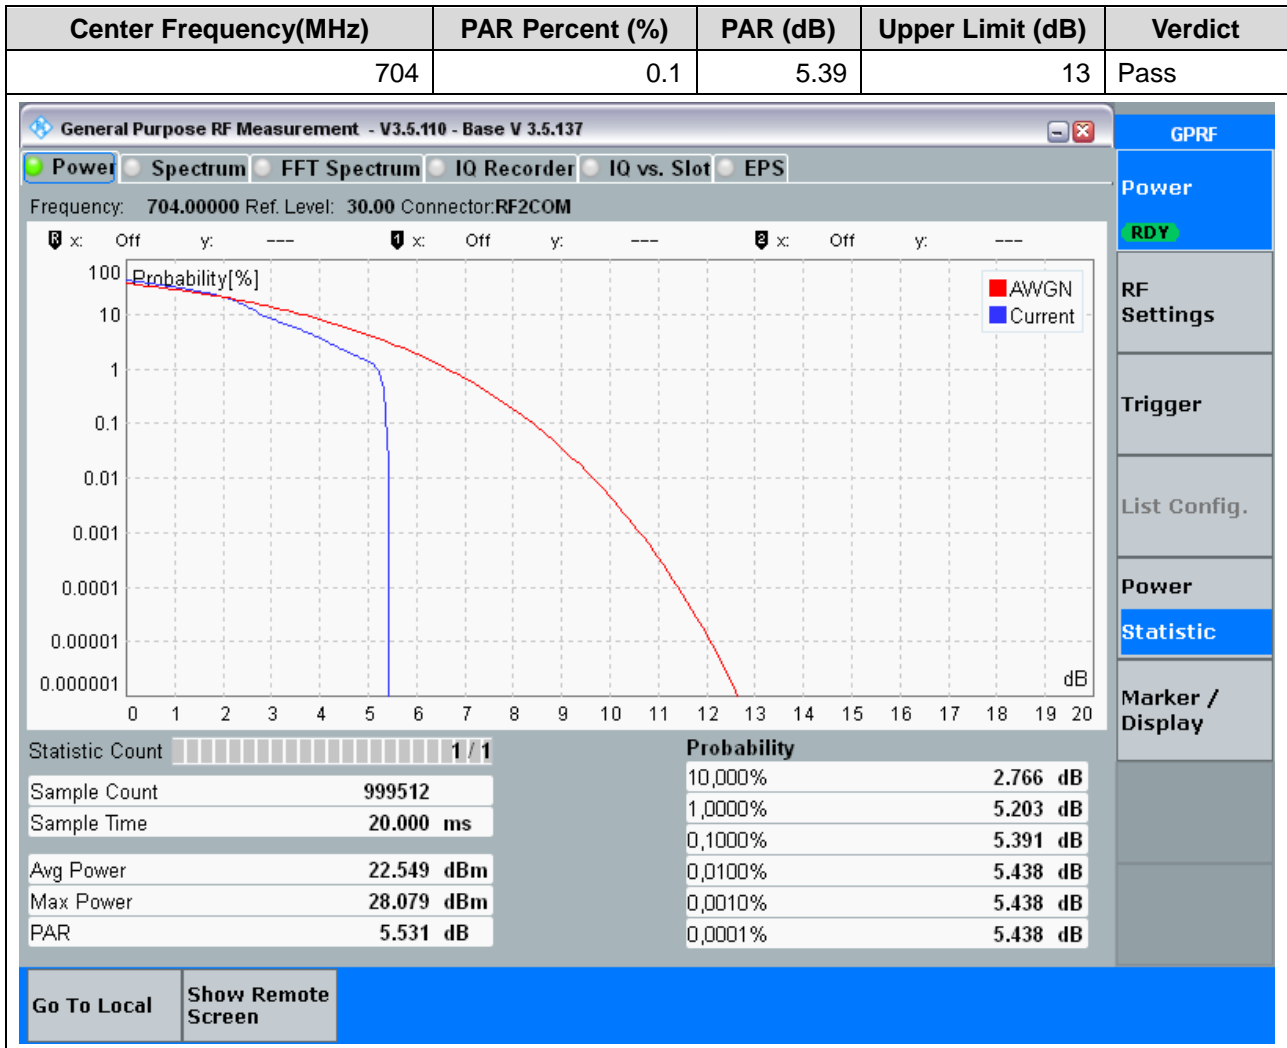 Center Frequency(MHz) PAR Percent (%) PAR (dB) Upper Limit (dB) Verdict
704 0.1 5.39 13 Pass
General Purpose RF Measurement - V3.5.110 - Base V 3.5.137
GPRF
Power Spectrum FFT Spectrum IQ Recorder IQ vs. Slot EPS
Power
RDY
Frequency: 704.00000 Ref. Level: 30.00 Connector:RF2COM
R x: Off y: --- 1 x: Off y: --- 2 x: Off y: ---
Probability[%]
AWGN
Current
100
10
1
0.1
0.01
0.001
0.0001
0.00001
0.000001
dB
0 1 2 3 4 5 6 7 8 9 10 11 12 13 14 15 16 17 18 19 20
RF
Settings
Trigger
List Config.
Power
Statistic
Marker /
Display
Statistic Count 1 / 1
Sample Count 999512
Sample Time 20.000 ms
Avg Power 22.549 dBm
Max Power 28.079 dBm
PAR 5.531 dB
Probability
10,000% 2.766 dB
1,0000% 5.203 dB
0,1000% 5.391 dB
0,0100% 5.438 dB
0,0010% 5.438 dB
0,0001% 5.438 dB
Go To Local
Show Remote
Screen